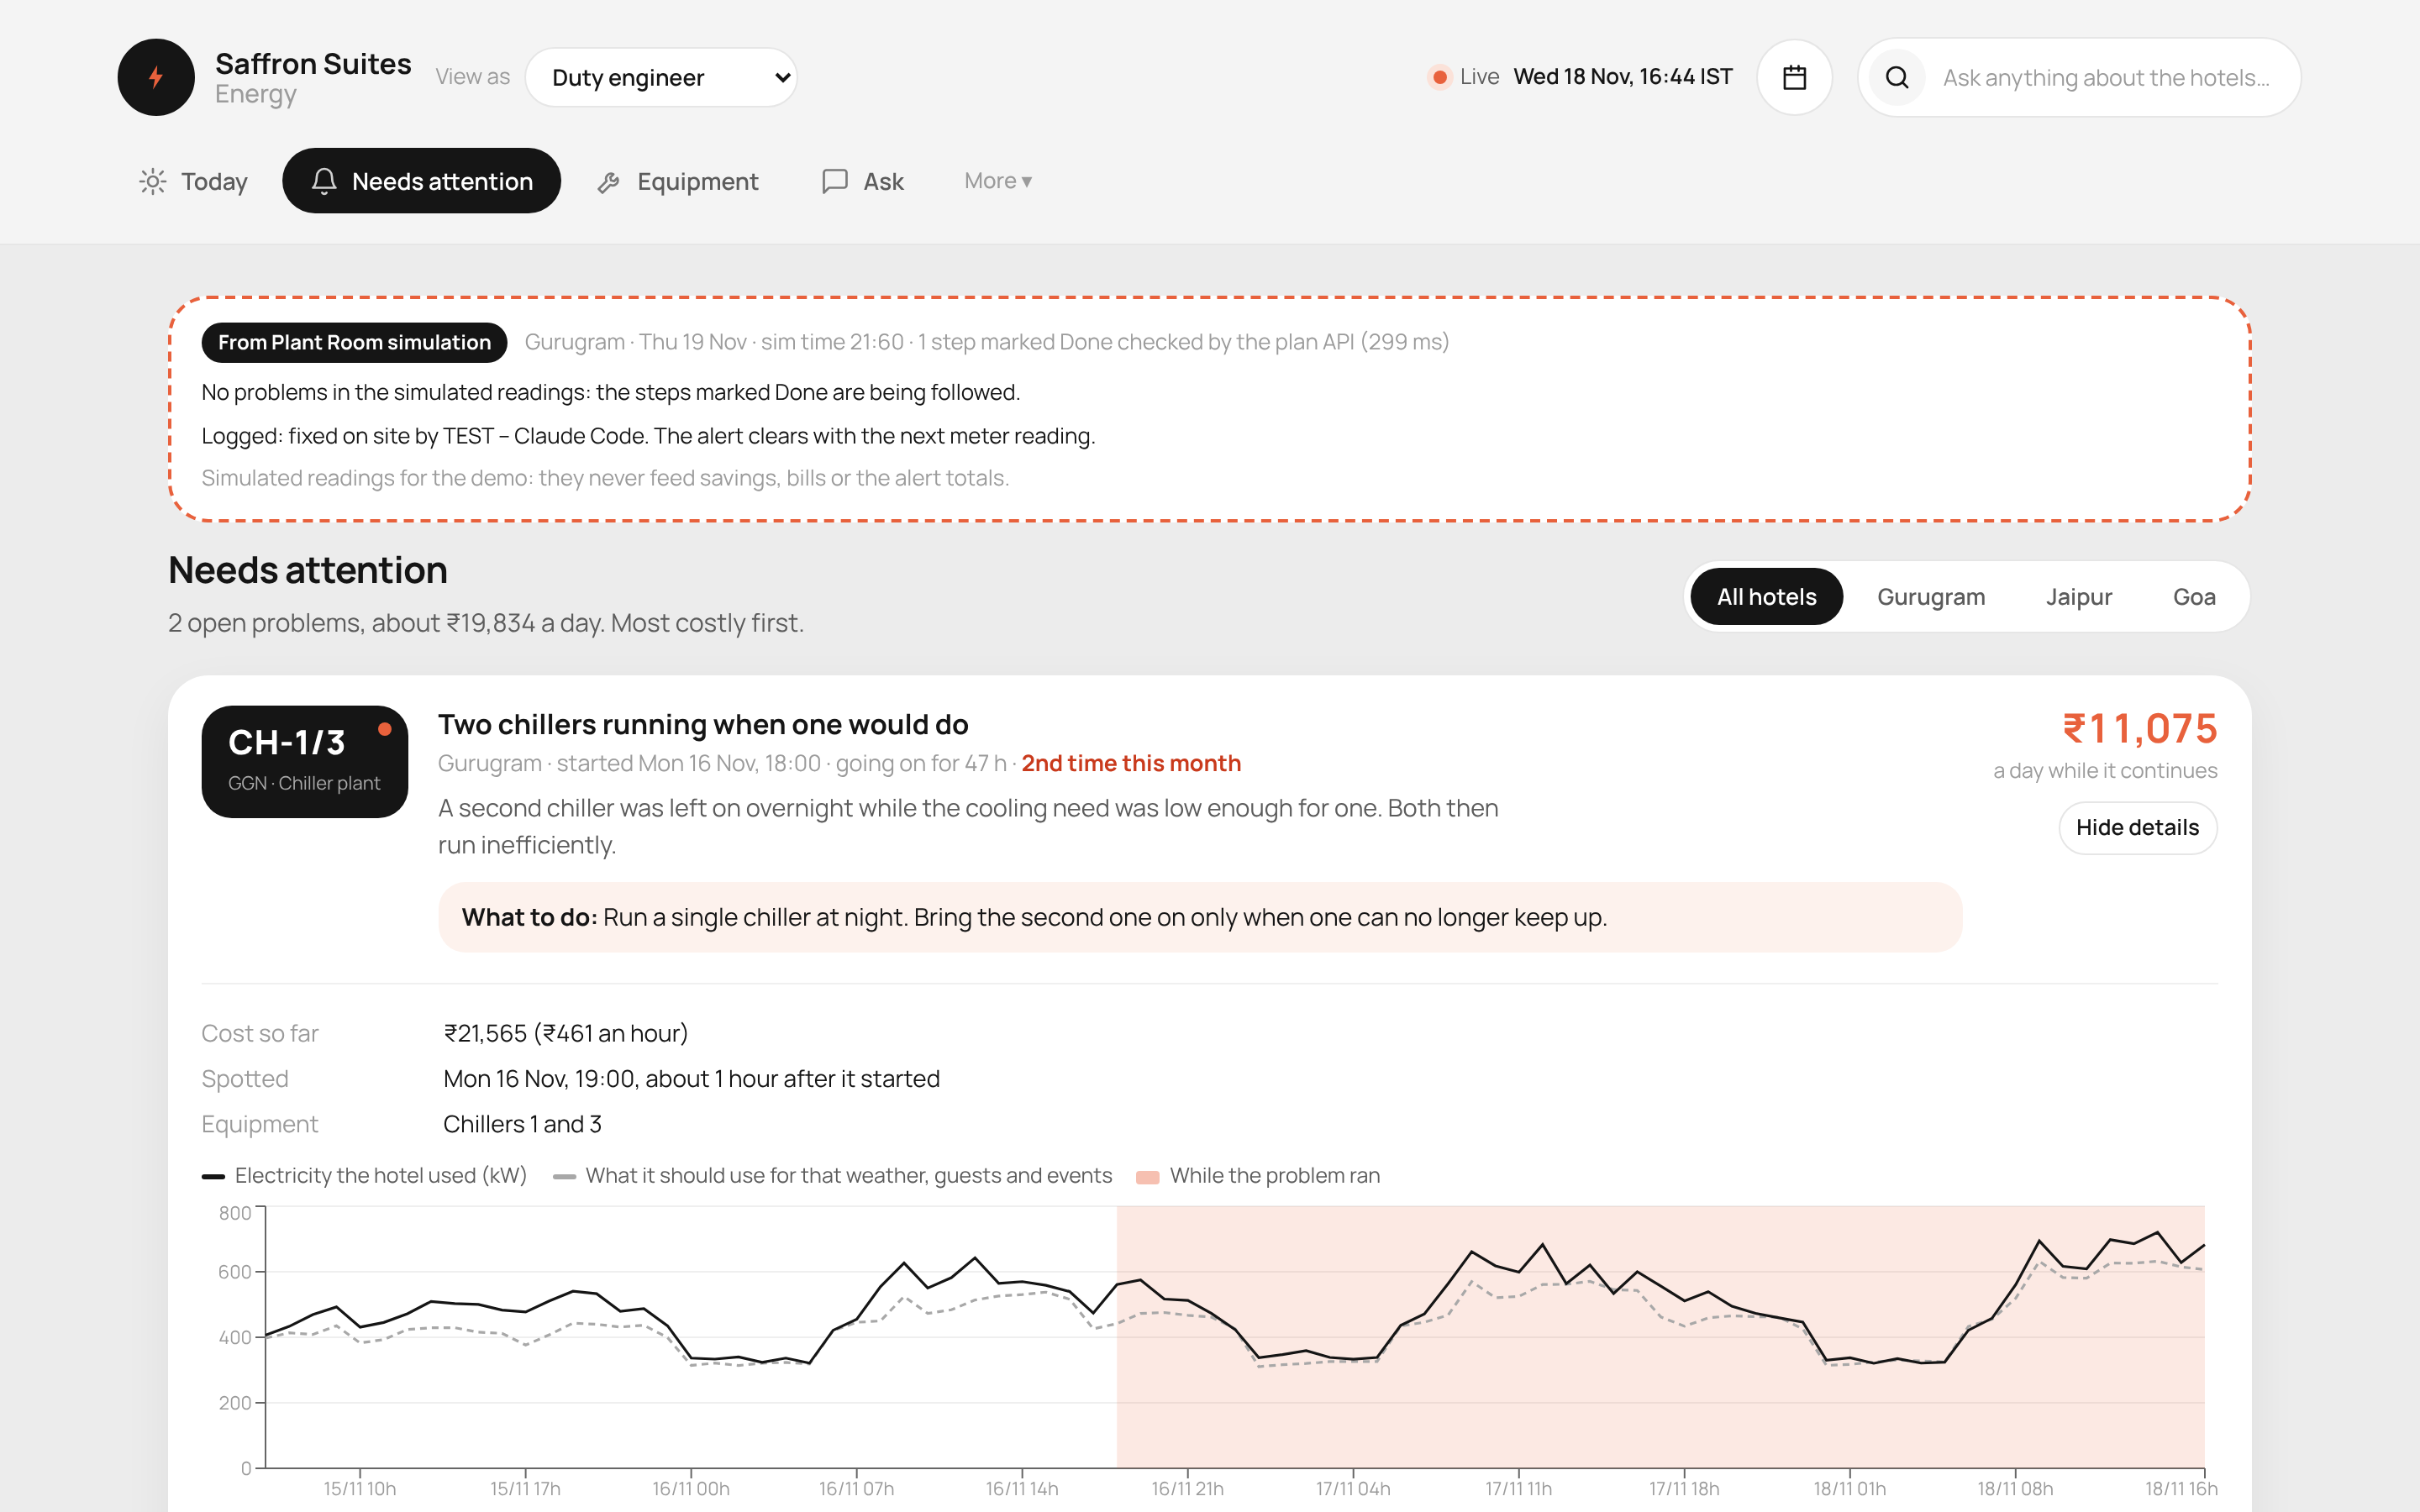 Saffron Suites
Energy
View as
Duty engineer
Live Wed 18 Nov, 16:44 IST
Ask anything about the hotels...
Today
Needs attention
Equipment
Ask
More ▾
From Plant Room simulation Gurugram · Thu 19 Nov · sim time 21:60 · 1 step marked Done checked by the plan API (299 ms)
No problems in the simulated readings: the steps marked Done are being followed.
Logged: fixed on site by TEST – Claude Code. The alert clears with the next meter reading.
Simulated readings for the demo: they never feed savings, bills or the alert totals.
Needs attention
2 open problems, about ₹19,834 a day. Most costly first.
All hotels
Gurugram
Jaipur
Goa
CH-1/3
GGN · Chiller plant
Two chillers running when one would do
Gurugram · started Mon 16 Nov, 18:00 · going on for 47 h · 2nd time this month
A second chiller was left on overnight while the cooling need was low enough for one. Both then
run inefficiently.
What to do: Run a single chiller at night. Bring the second one on only when one can no longer keep up.
₹11,075
a day while it continues
Hide details
Cost so far ₹21,565 (₹461 an hour)
Spotted Mon 16 Nov, 19:00, about 1 hour after it started
Equipment Chillers 1 and 3
Electricity the hotel used (kW)
What it should use for that weather, guests and events
While the problem ran
800
600
400
200
0
15/11 10h
15/11 17h
16/11 00h
16/11 07h
16/11 14h
16/11 21h
17/11 04h
17/11 11h
17/11 18h
18/11 01h
18/11 08h
18/11 16h